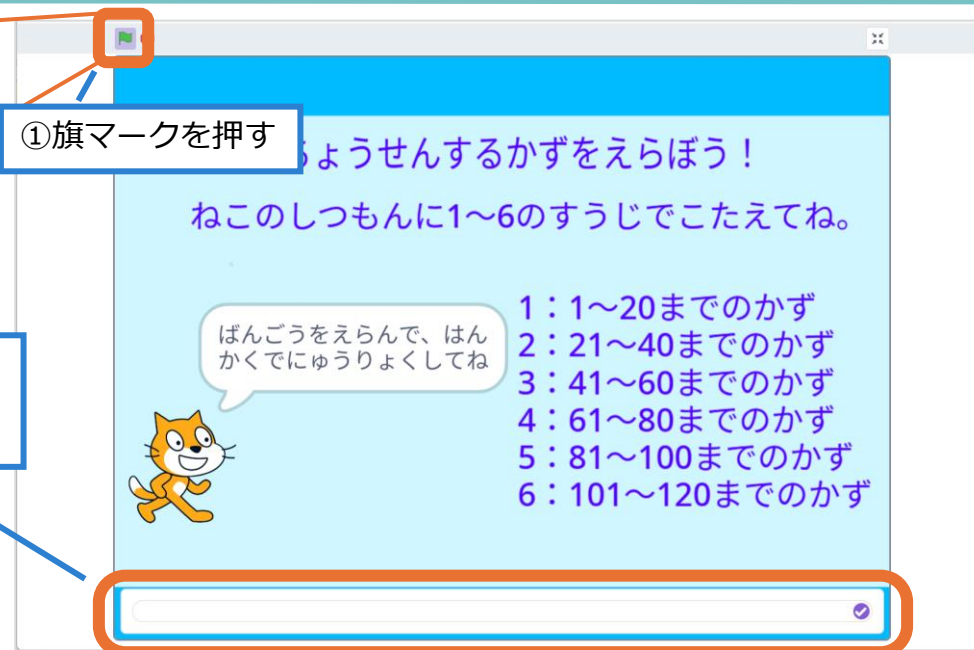 ①旗マークを押す
ょうせんするかずをえらぼう！
ねこのしつもんに1～6のすうじでこたえてね。
ばんごうをえらんで、はん
かくでにゅうりょくしてね
1：1～20までのかず
2：21～40までのかず
3：41～60までのかず
4：61～80までのかず
5：81～100までのかず
6：101～120までのかず